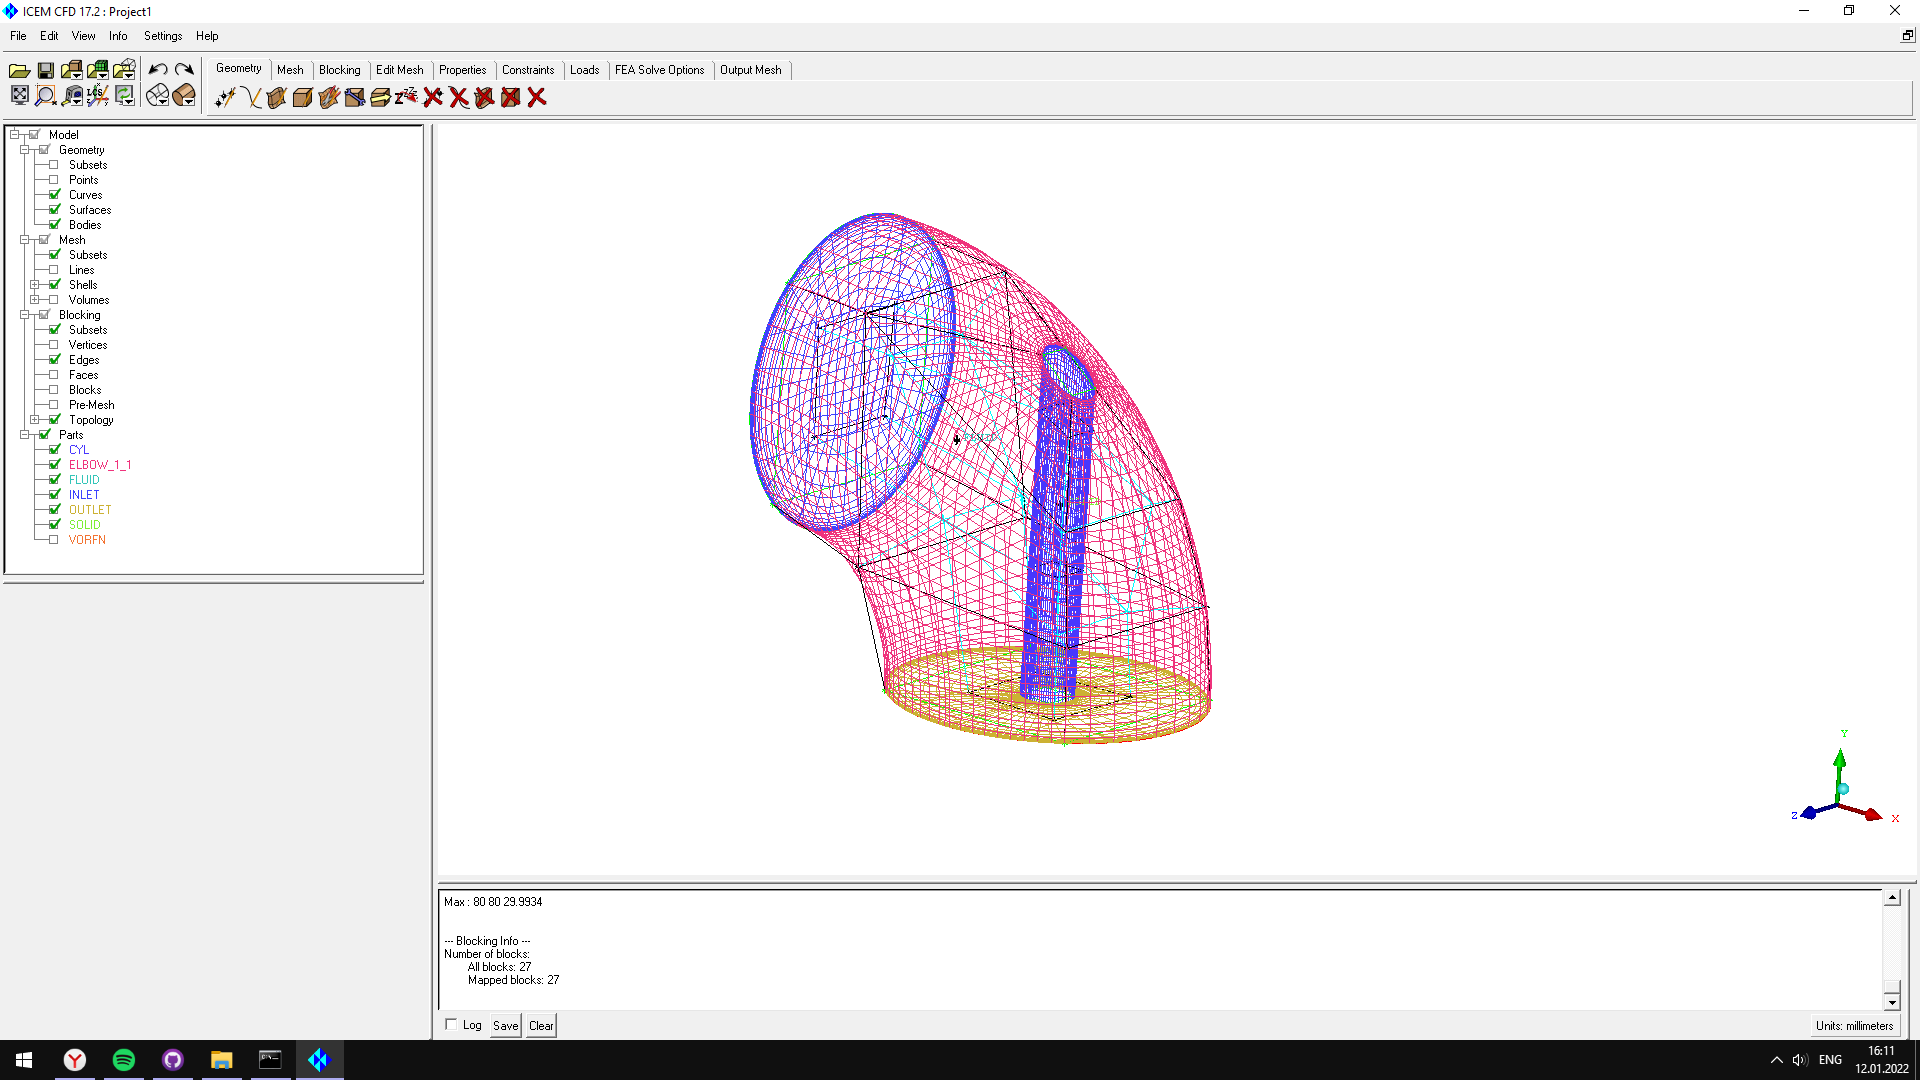 ICEM CFD 17.2 : Project1
File Edit View Info Settings Help
Geometry Mesh Blocking Edit Mesh Properties Constraints Loads FEA Solve Options Output Mesh
LCS
Model
Geometry
Subsets
Points
Curves
Surfaces
Bodies
Mesh
Subsets
Lines
Shells
Volumes
Blocking
Subsets
Vertices
Edges
Faces
Blocks
Pre-Mesh
Topology
Parts
CYL
ELBOW_1_1
FLUID
INLET
OUTLET
SOLID
VORFN
Y
Z
X
Max : 80 80 29.9934
--- Blocking Info ---
Number of blocks:
All blocks: 27
Mapped blocks: 27
Log Save Clear
Units: millimeters
ENG
16:11
12.01.2022